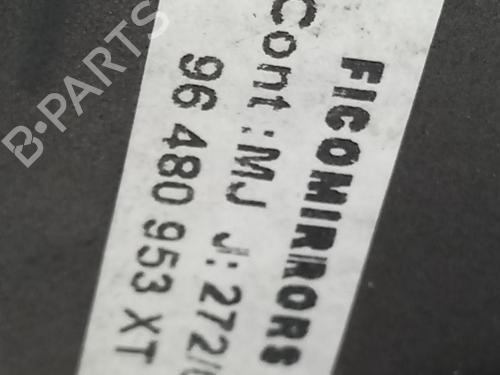 B-PARTS
FICOMIRRORS
Cont:MJ J:272/
96 480 953 XT